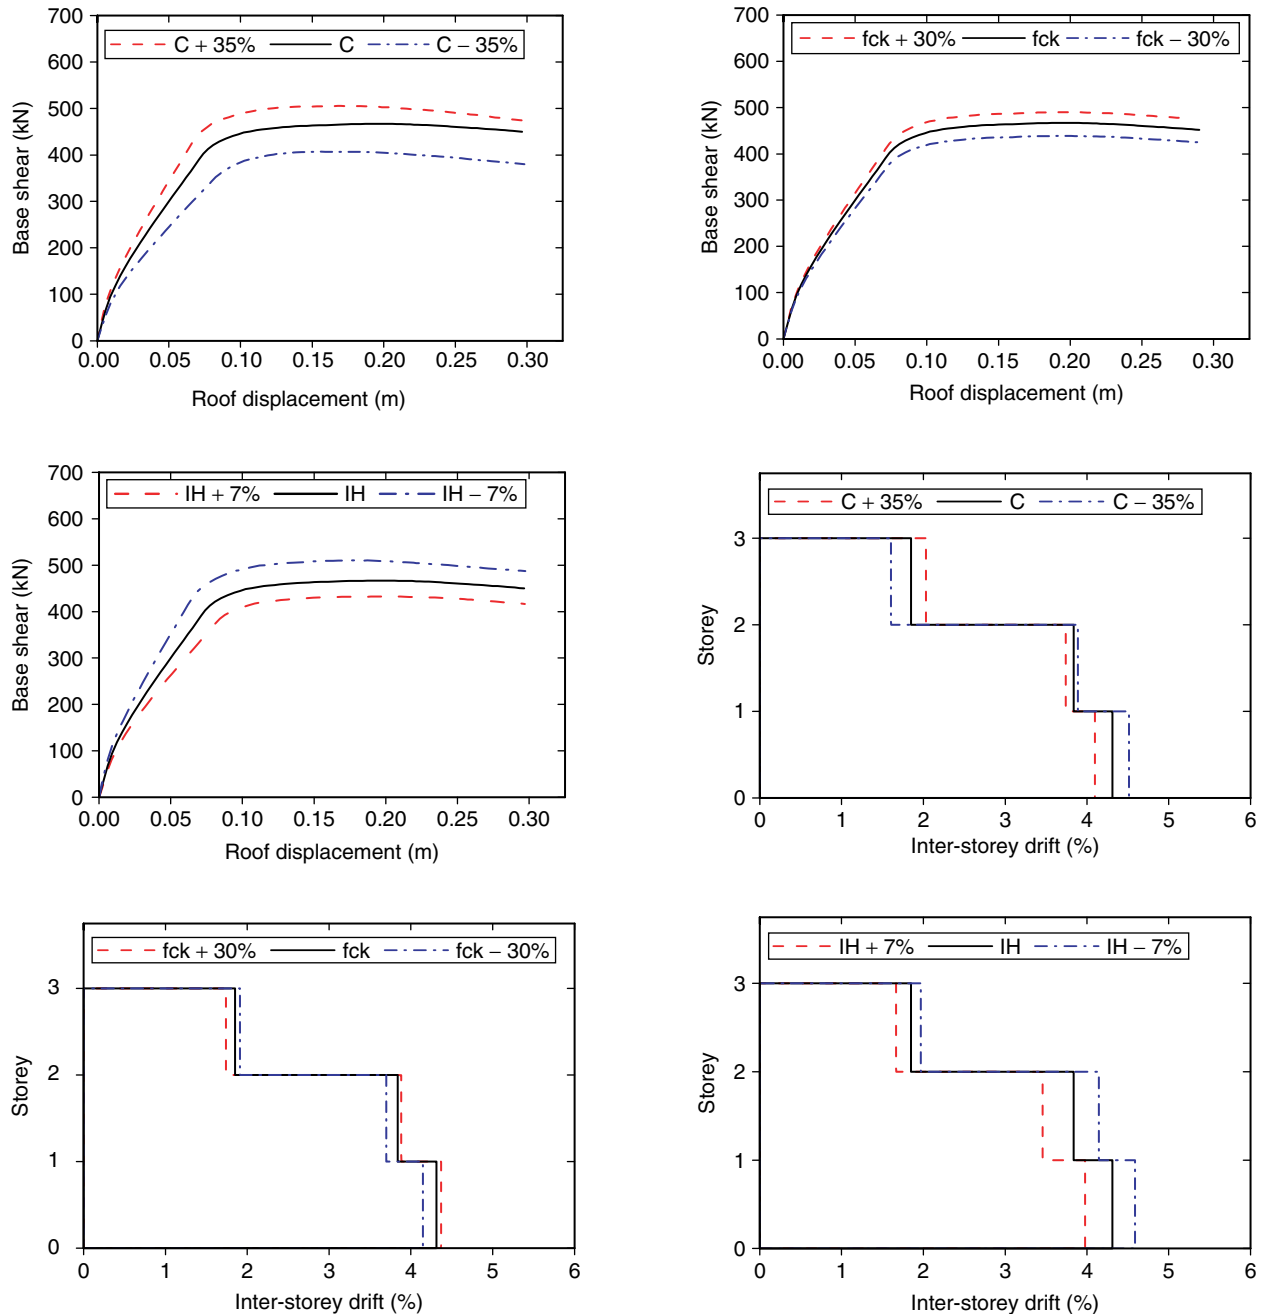 700
600
500
400
300
200
100
0
Base shear (kN)
C + 35% C C – 35%
0.00 0.05 0.10 0.15 0.20 0.25 0.30
Roof displacement (m)
700
600
500
400
300
200
100
0
Base shear (kN)
fck + 30% fck fck – 30%
0.00 0.05 0.10 0.15 0.20 0.25 0.30
Roof displacement (m)
700
600
500
400
300
200
100
0
Base shear (kN)
IH + 7% IH IH – 7%
0.00 0.05 0.10 0.15 0.20 0.25 0.30
Roof displacement (m)
C + 35% C C – 35%
3
2
1
0
Storey
0 1 2 3 4 5 6
Inter-storey drift (%)
fck + 30% fck fck – 30%
3
2
1
0
Storey
0 1 2 3 4 5 6
Inter-storey drift (%)
IH + 7% IH IH – 7%
3
2
1
0
Storey
0 1 2 3 4 5 6
Inter-storey drift (%)